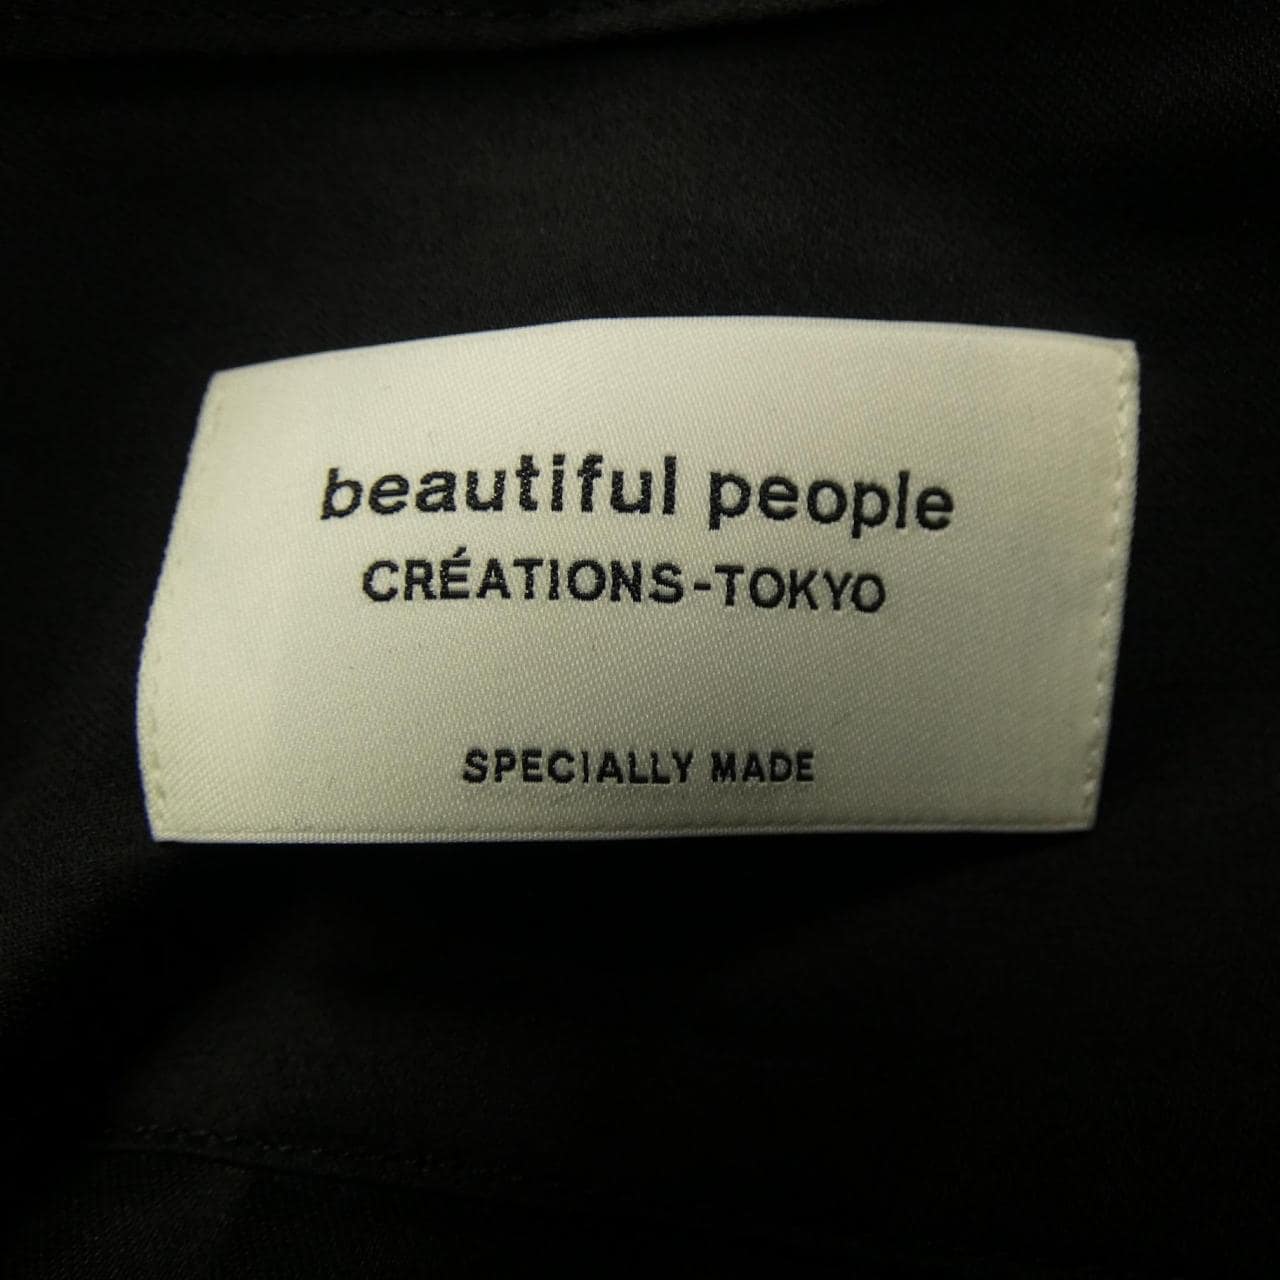 beautiful people
CRÉATIONS-TOKYO
SPECIALLY MADE